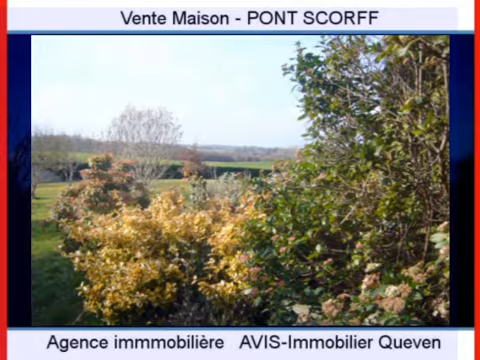 Vente Maison - PONT SCORFF
Agence immmobilière AVIS-Immobilier Queven